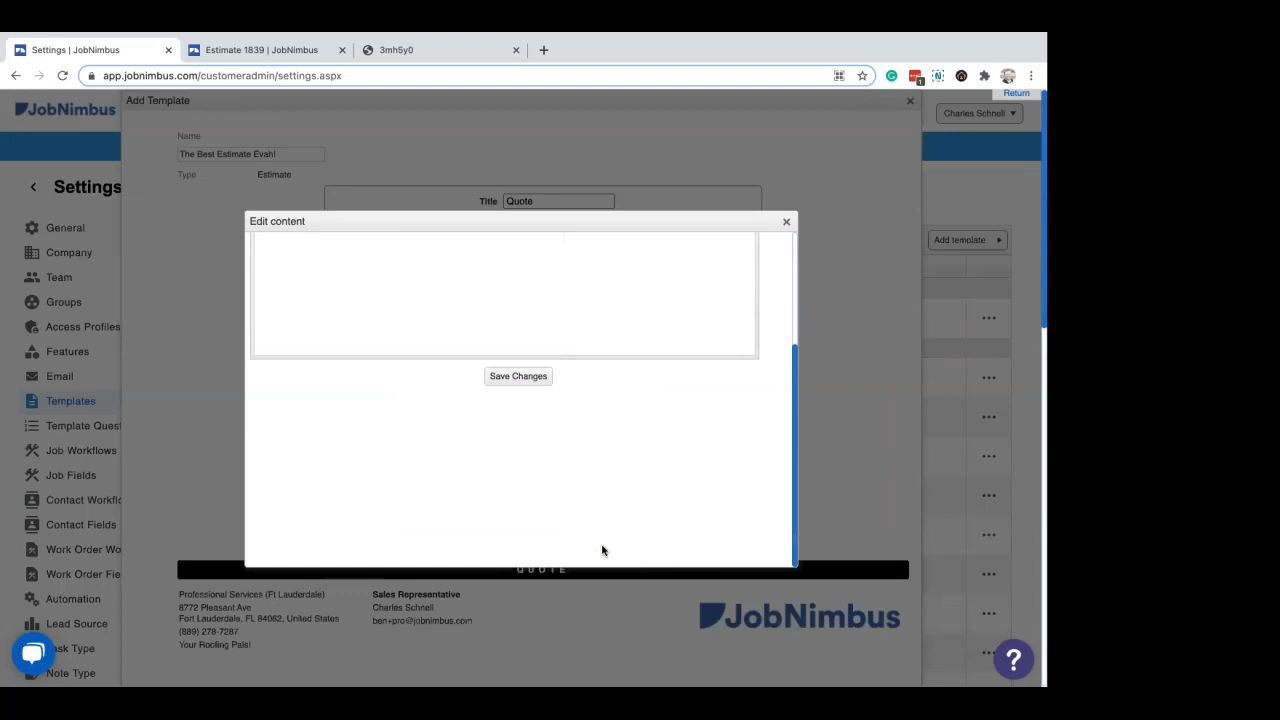 Settings | JobNimbus
Estimate 1839 | JobNimbus
3mh5y0
app.jobnimbus.com/customeradmin/settings.aspx
1
Return
JobNimbus
Add Template
Charles Schnell
Name
The Best Estimate Evah!
Type Estimate
Settings
Title Quote
Edit content
General
Add template
Company
Team
Groups
Access Profiles
Features
Save Changes
Email
Templates
Template Quest
Job Workflows
Job Fields
Contact Workflo
Contact Fields
Work Order Wo
Work Order Fie
QUOTE
Automation
Professional Services (Ft Lauderdale)
8772 Pleasant Ave
Fort Lauderdale, FL 84062, United States
(889) 278-7287
Your Roofing Pals!
Sales Representative
Charles Schnell
ben+pro@jobnimbus.com
JobNimbus
Lead Source
ask Type
Note Type
?